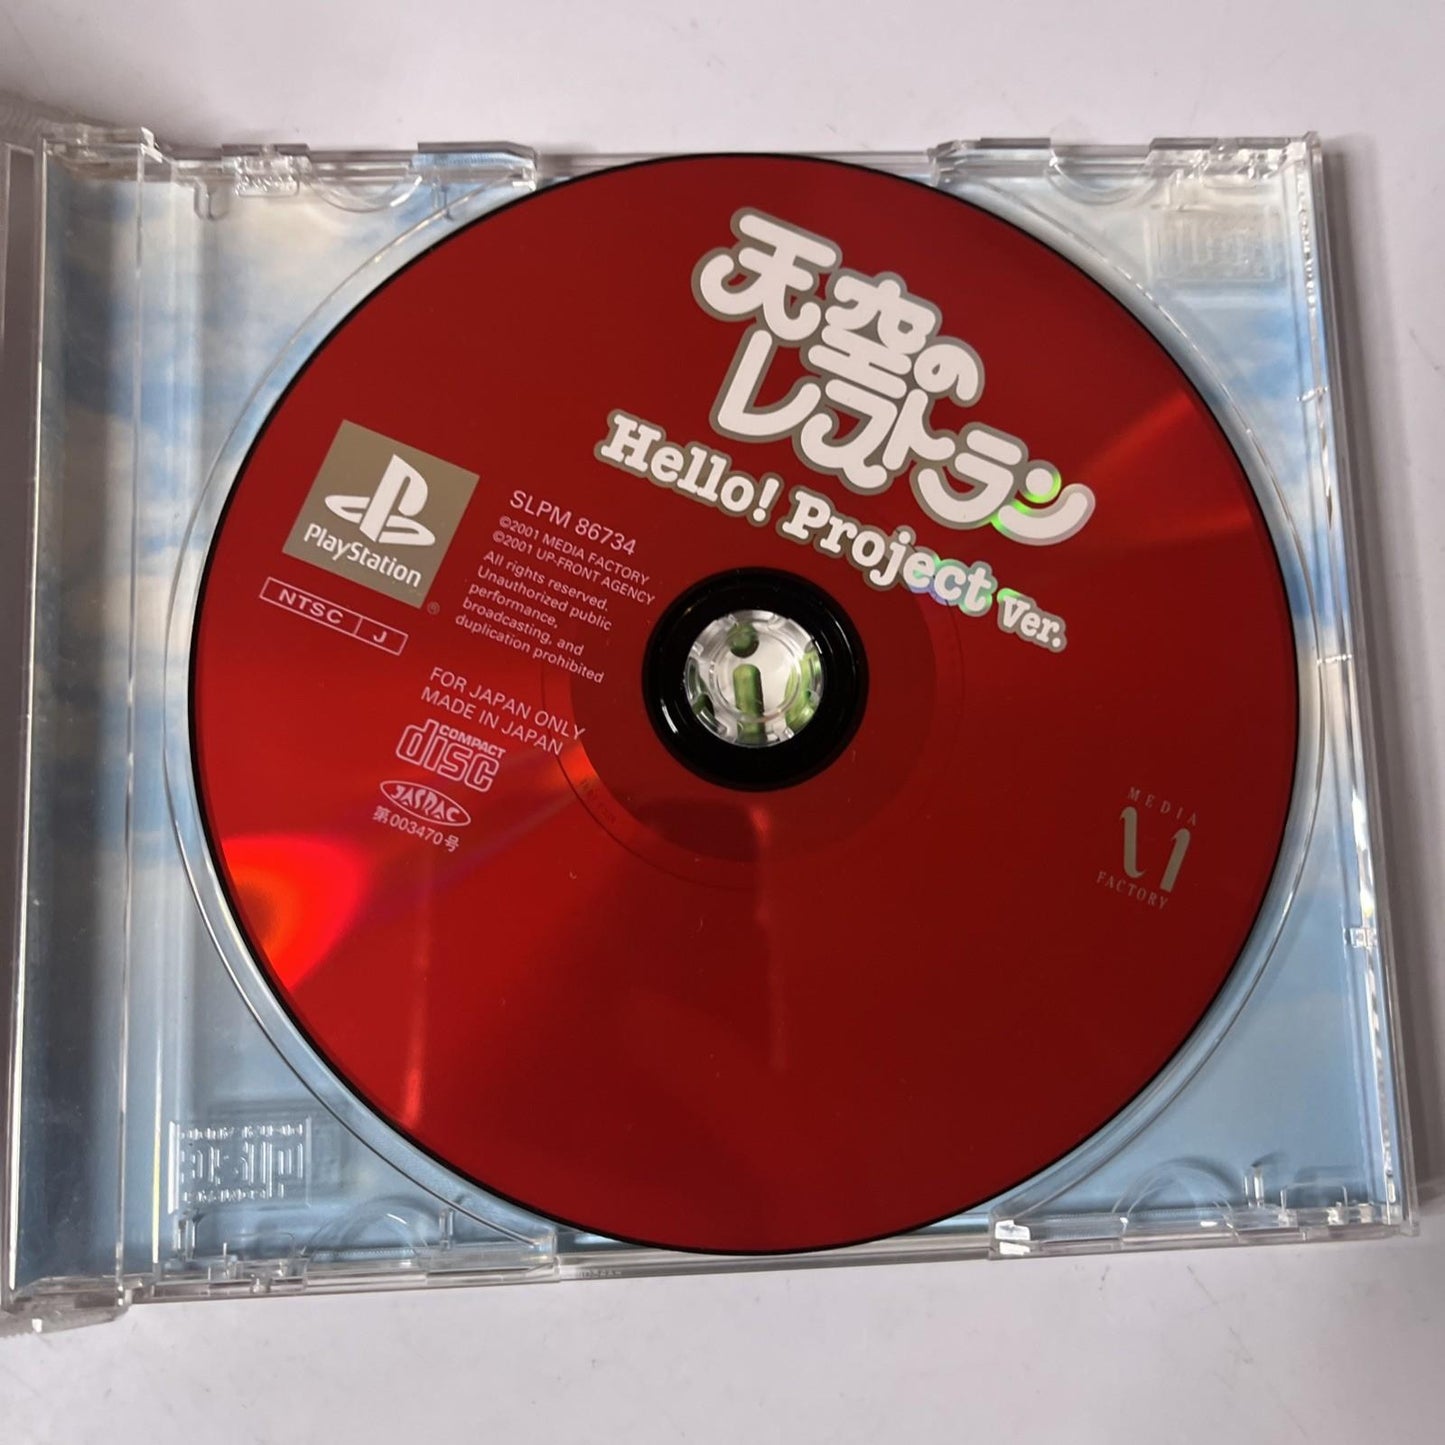 天空の
レストラン
Hello! Project Ver.
PlayStation
®
NTSC J
SLPM 86734
©2001 MEDIA FACTORY
©2001 UP-FRONT AGENCY
All rights reserved.
Unauthorized public
performance,
broadcasting, and
duplication prohibited
FOR JAPAN ONLY
MADE IN JAPAN
COMPACT
disc
JASRAC
第003470号
MEDIA
FACTORY